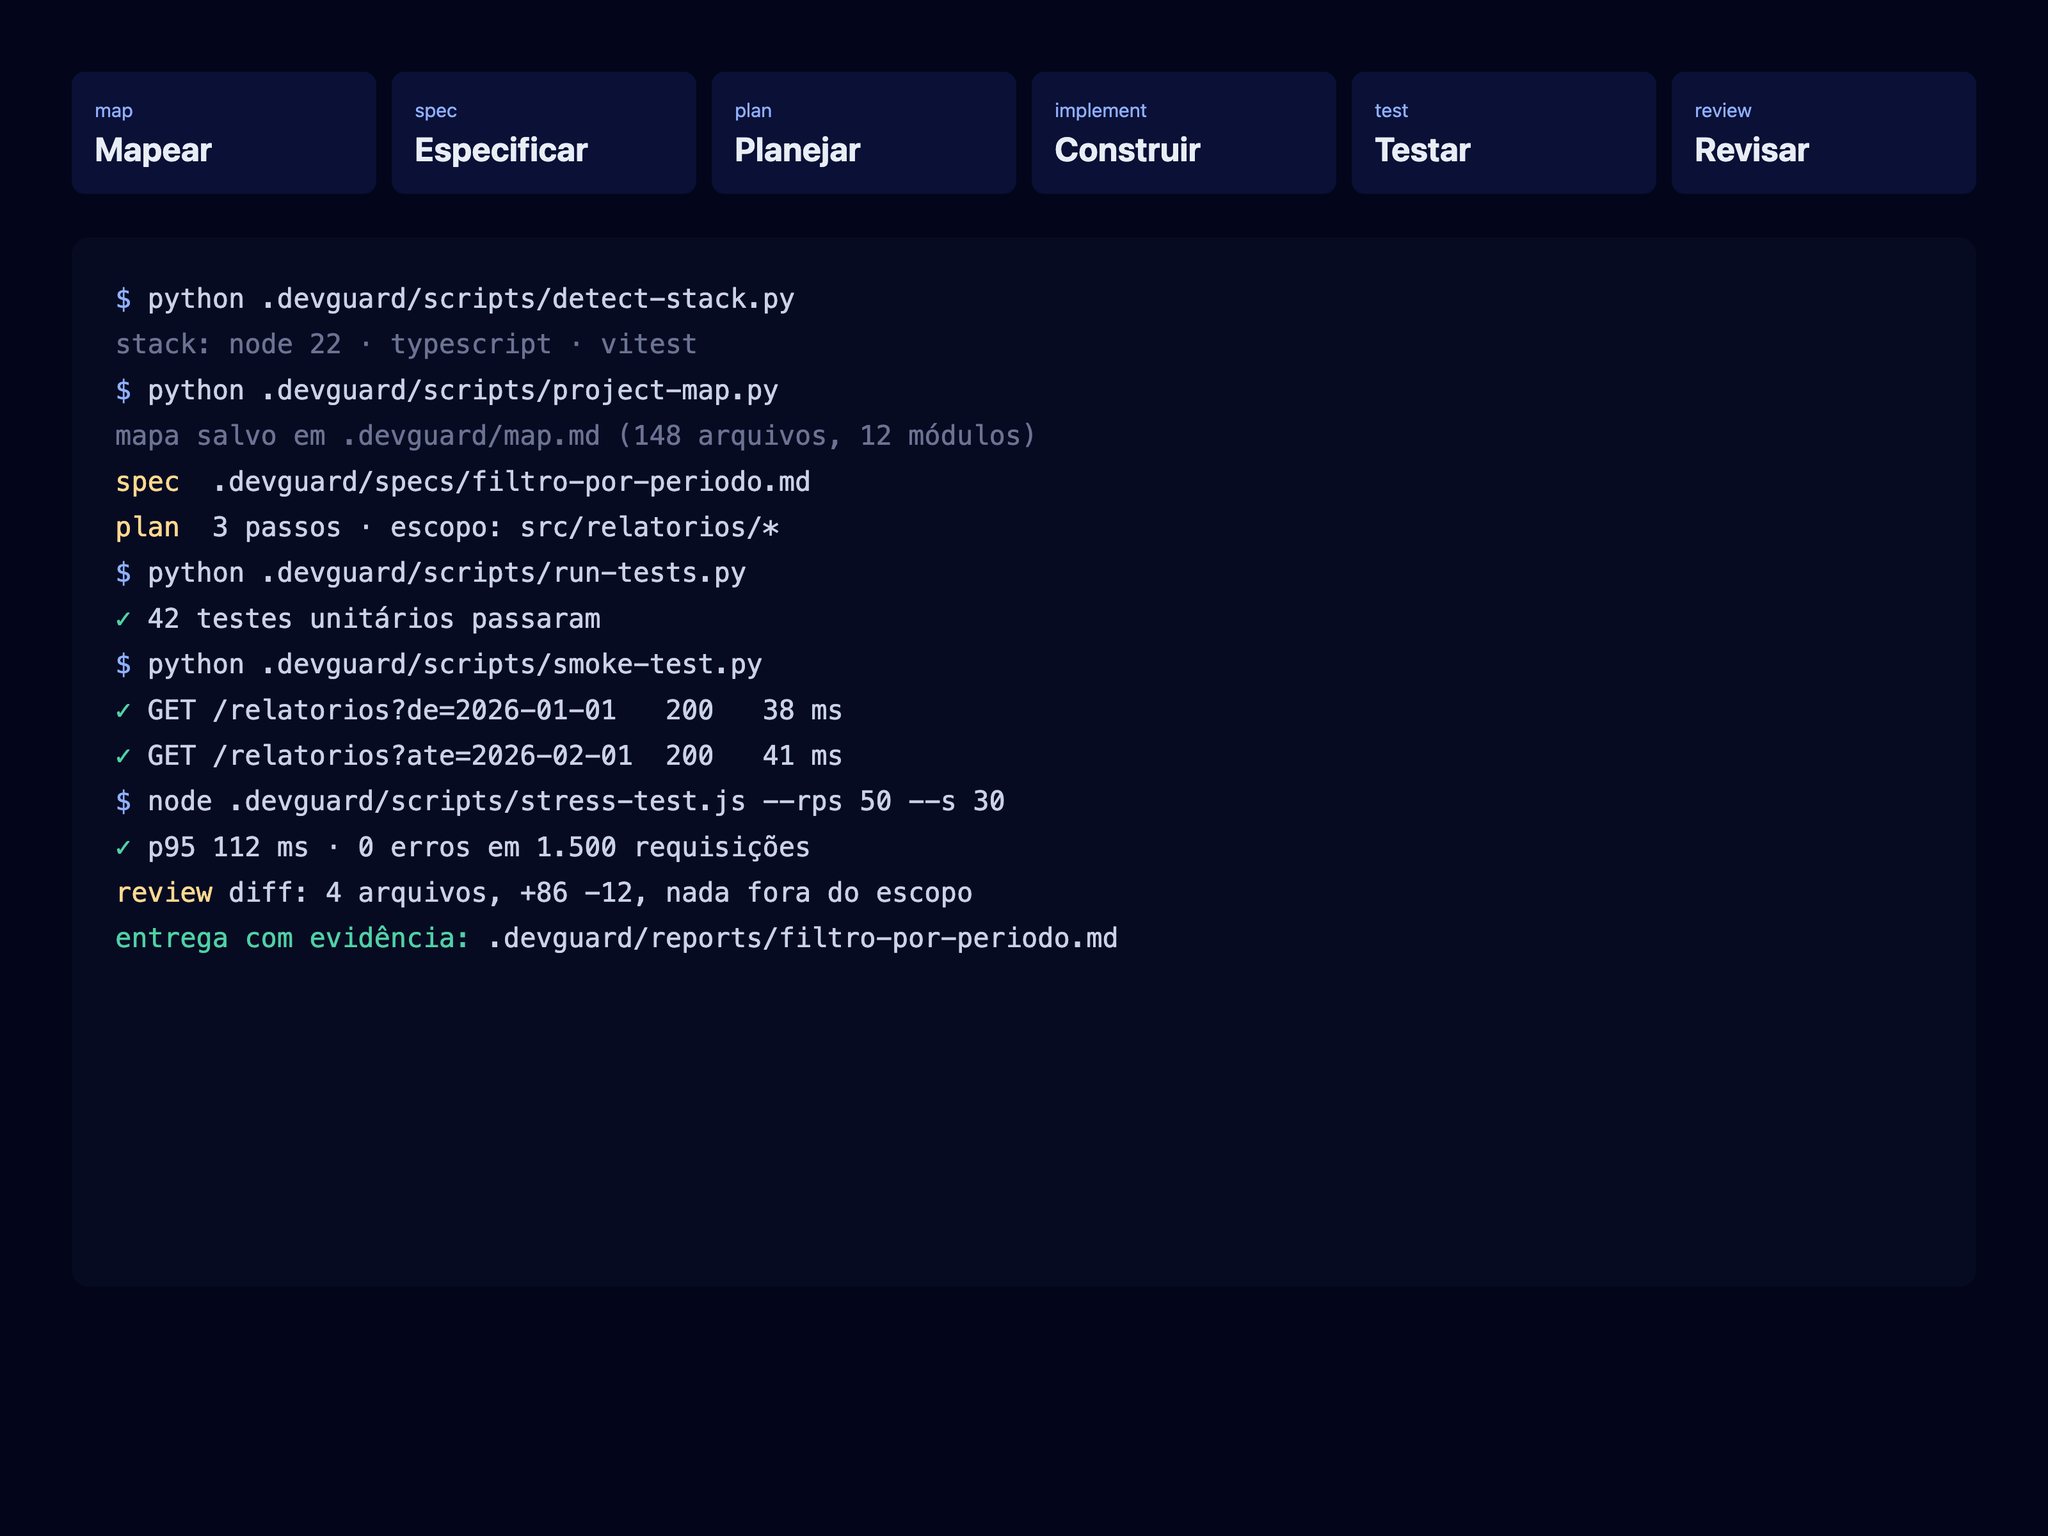 map
Mapear
spec
Especificar
plan
Planejar
implement
Construir
test
Testar
review
Revisar
$ python .devguard/scripts/detect-stack.py
stack: node 22 · typescript · vitest
$ python .devguard/scripts/project-map.py
mapa salvo em .devguard/map.md (148 arquivos, 12 módulos)
spec  .devguard/specs/filtro-por-periodo.md
plan  3 passos · escopo: src/relatorios/*
$ python .devguard/scripts/run-tests.py
✓ 42 testes unitários passaram
$ python .devguard/scripts/smoke-test.py
✓ GET /relatorios?de=2026-01-01   200   38 ms
✓ GET /relatorios?ate=2026-02-01  200   41 ms
$ node .devguard/scripts/stress-test.js --rps 50 --s 30
✓ p95 112 ms · 0 erros em 1.500 requisições
review diff: 4 arquivos, +86 -12, nada fora do escopo
entrega com evidência: .devguard/reports/filtro-por-periodo.md